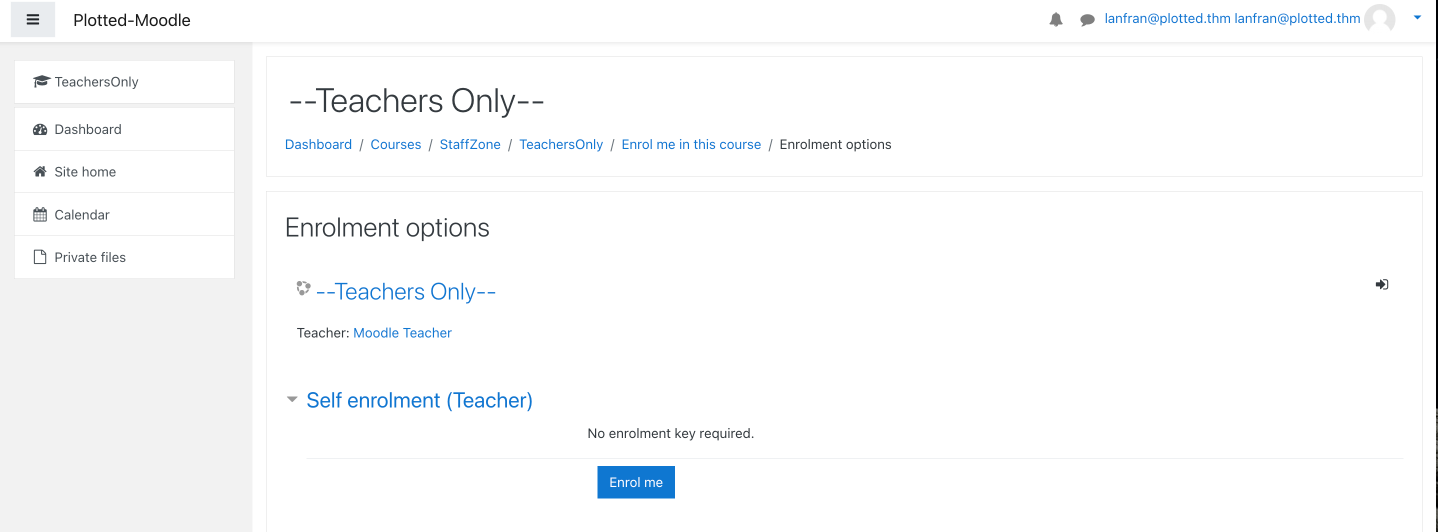 Plotted-Moodle
lanfran@plotted.thm lanfran@plotted.thm
TeachersOnly
Dashboard
Site home
Calendar
Private files
--Teachers Only--
Dashboard / Courses / StaffZone / TeachersOnly / Enrol me in this course / Enrolment options
Enrolment options
--Teachers Only--
Teacher: Moodle Teacher
Self enrolment (Teacher)
No enrolment key required.
Enrol me